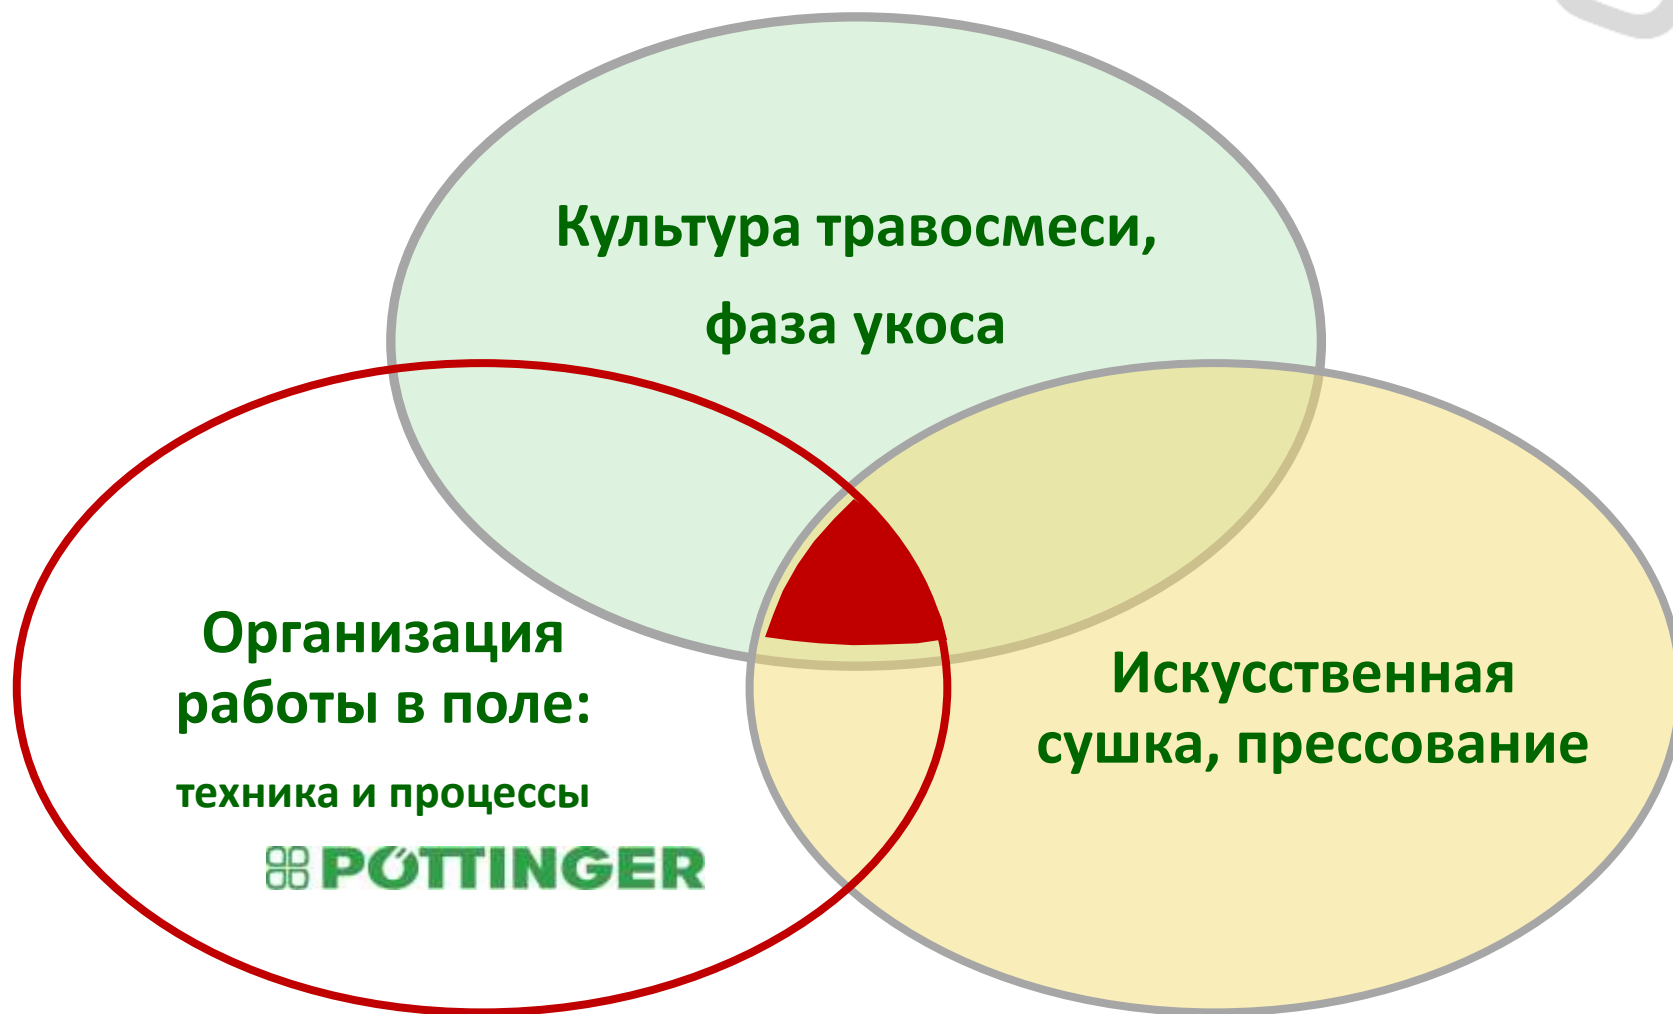 Культура травосмеси,
фаза укоса
Организация
работы в поле:
техника и процессы
PÖTTINGER
Искусственная
сушка, прессование